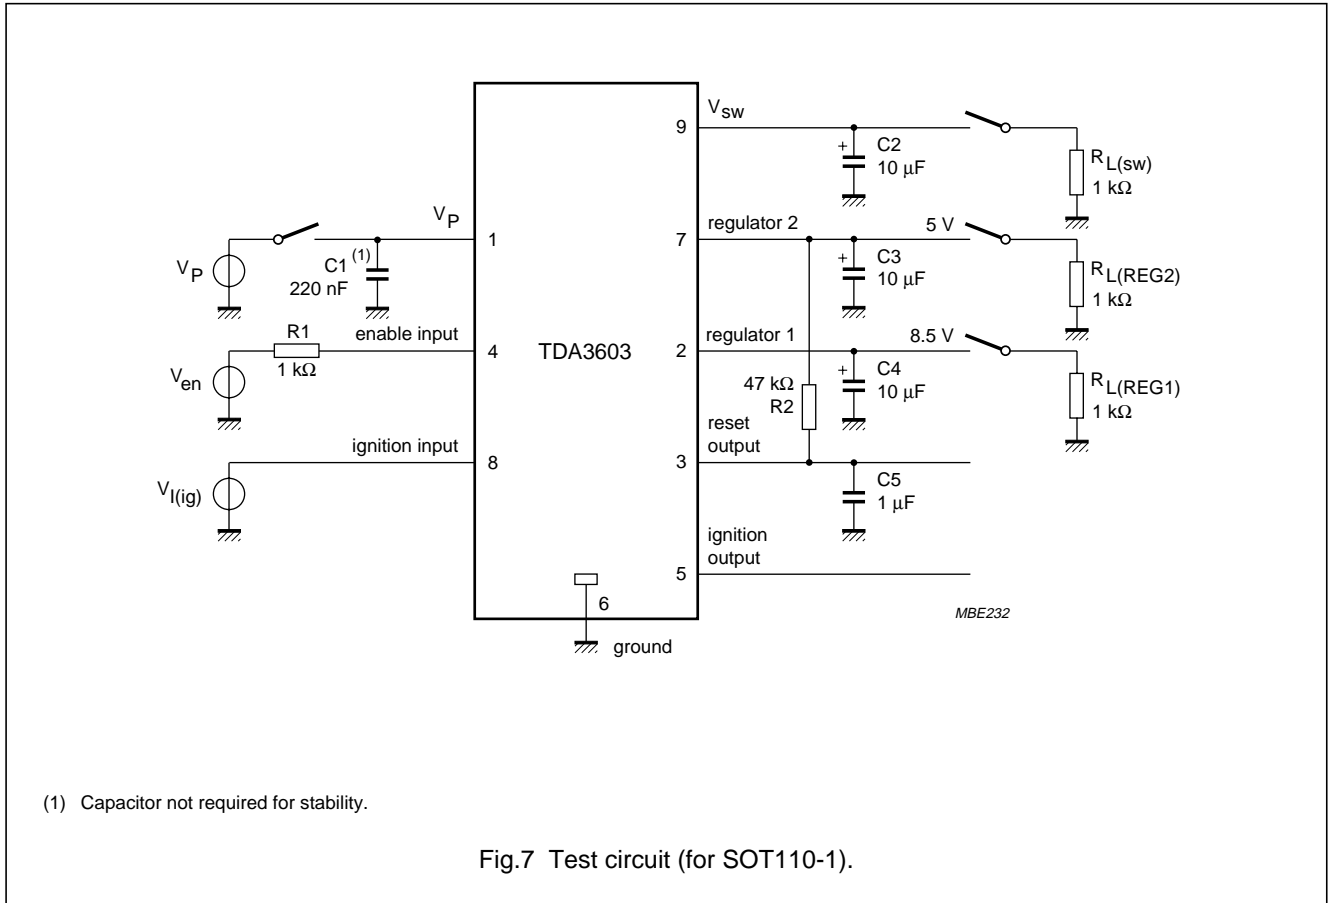 V_sw
9
C2
10 μF
+
R_L(sw)
1 kΩ
V_P
V_P
1
C1 (1)
220 nF
regulator 2
7
5 V
C3
10 μF
+
R_L(REG2)
1 kΩ
R1
1 kΩ
enable input
V_en
4
TDA3603
regulator 1
2
8.5 V
C4
10 μF
+
R_L(REG1)
1 kΩ
47 kΩ
R2
reset
output
3
C5
1 μF
ignition input
V_I(ig)
8
ignition
output
5
MBE232
6
ground
(1) Capacitor not required for stability.
Fig.7 Test circuit (for SOT110-1).